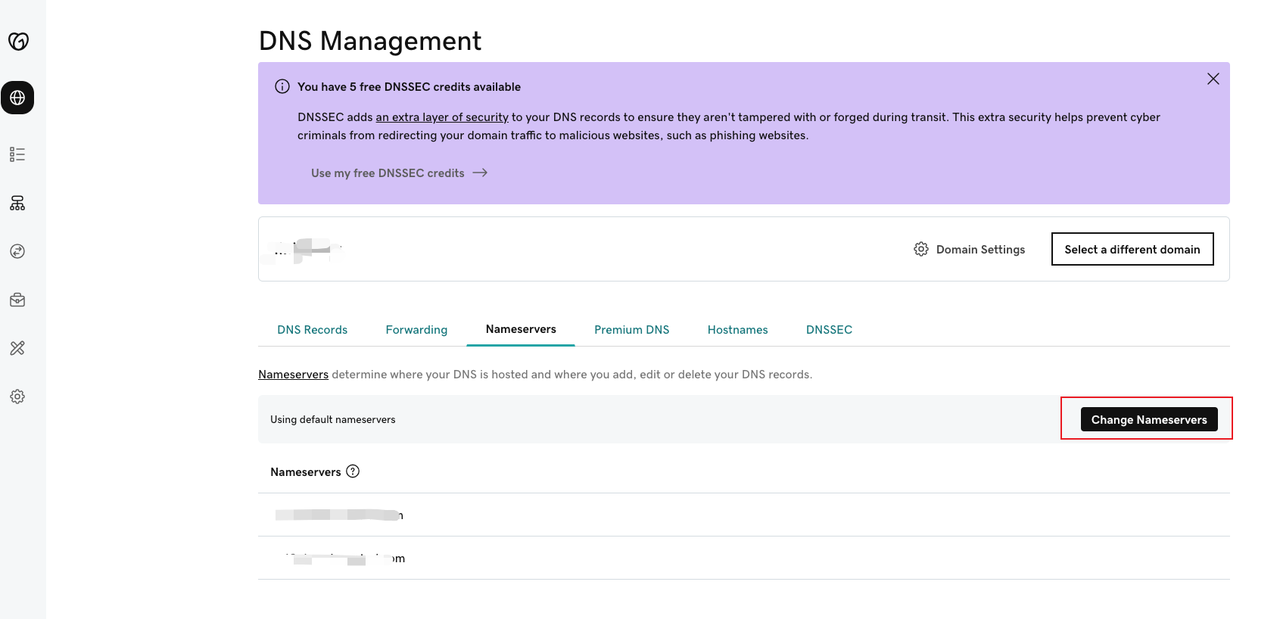 DNS Management
You have 5 free DNSSEC credits available
DNSSEC adds an extra layer of security to your DNS records to ensure they aren't tampered with or forged during transit. This extra security helps prevent cyber
criminals from redirecting your domain traffic to malicious websites, such as phishing websites.
Use my free DNSSEC credits
Domain Settings
Select a different domain
DNS Records Forwarding Nameservers Premium DNS Hostnames DNSSEC
Nameservers determine where your DNS is hosted and where you add, edit or delete your DNS records.
Using default nameservers
Change Nameservers
Nameservers